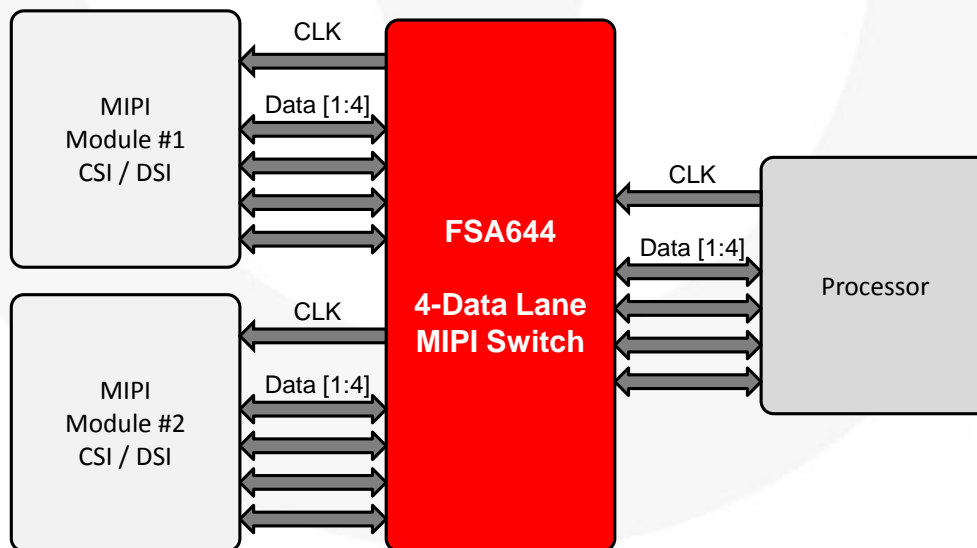 MIPI
Module #1
CSI / DSI
CLK
Data [1:4]
MIPI
Module #2
CSI / DSI
CLK
Data [1:4]
FSA644
4-Data Lane
MIPI Switch
CLK
Data [1:4]
Processor